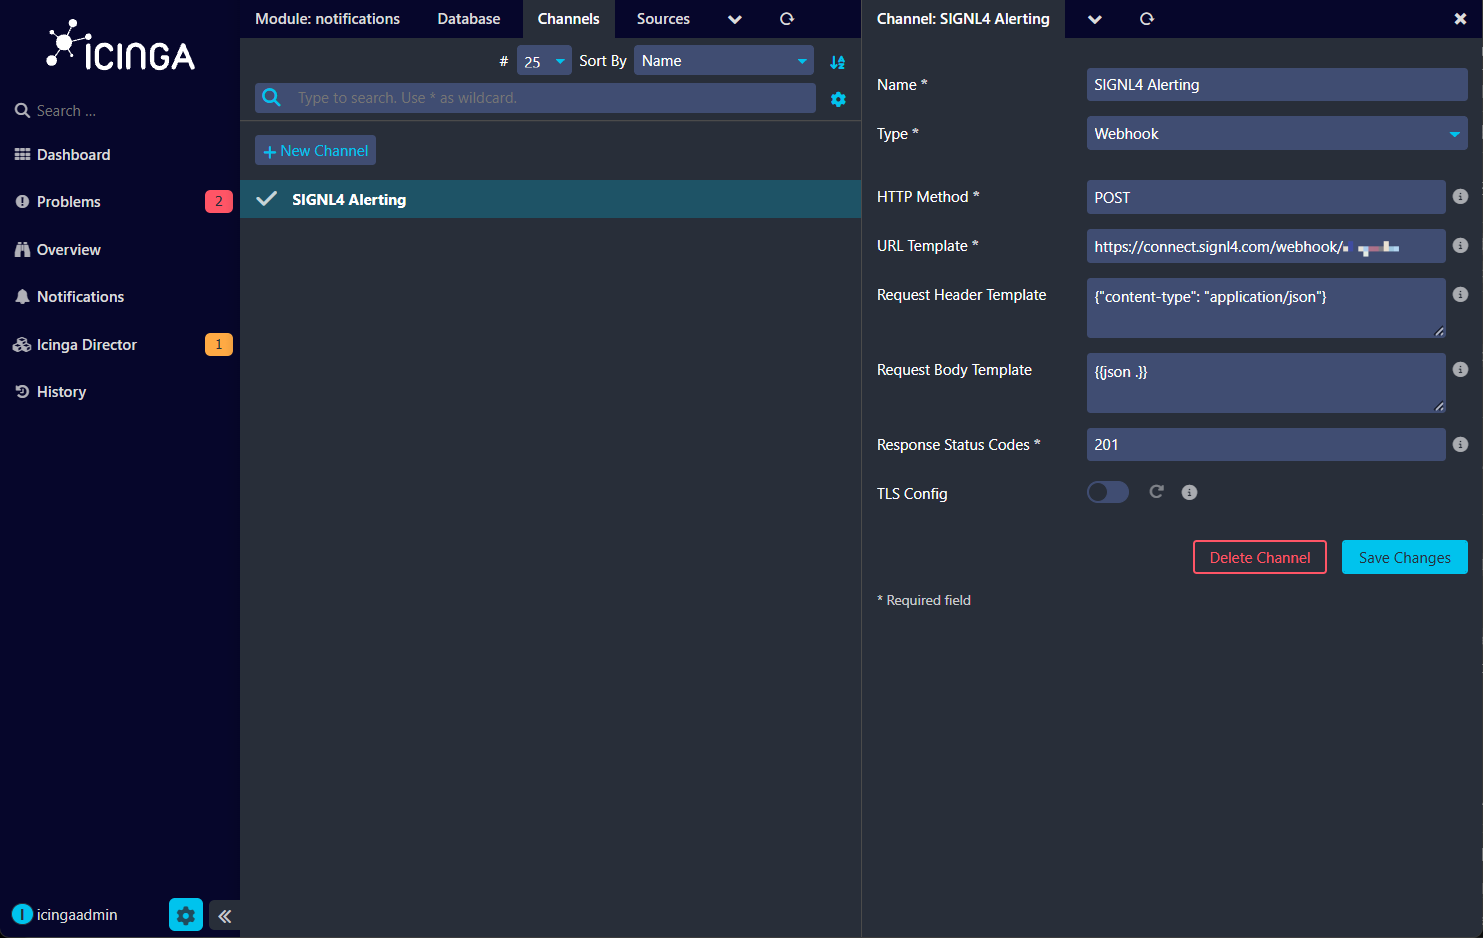 ICINGA
Search ...
Dashboard
Problems 2
Overview
Notifications
Icinga Director 1
History
icingaadmin
Module: notifications Database Channels Sources
# 25 Sort By Name
Type to search. Use * as wildcard.
+ New Channel
SIGNL4 Alerting
Channel: SIGNL4 Alerting
Name * SIGNL4 Alerting
Type * Webhook
HTTP Method * POST
URL Template * https://connect.signl4.com/webhook/
Request Header Template {"content-type": "application/json"}
Request Body Template {{json .}}
Response Status Codes * 201
TLS Config
Delete Channel Save Changes
* Required field